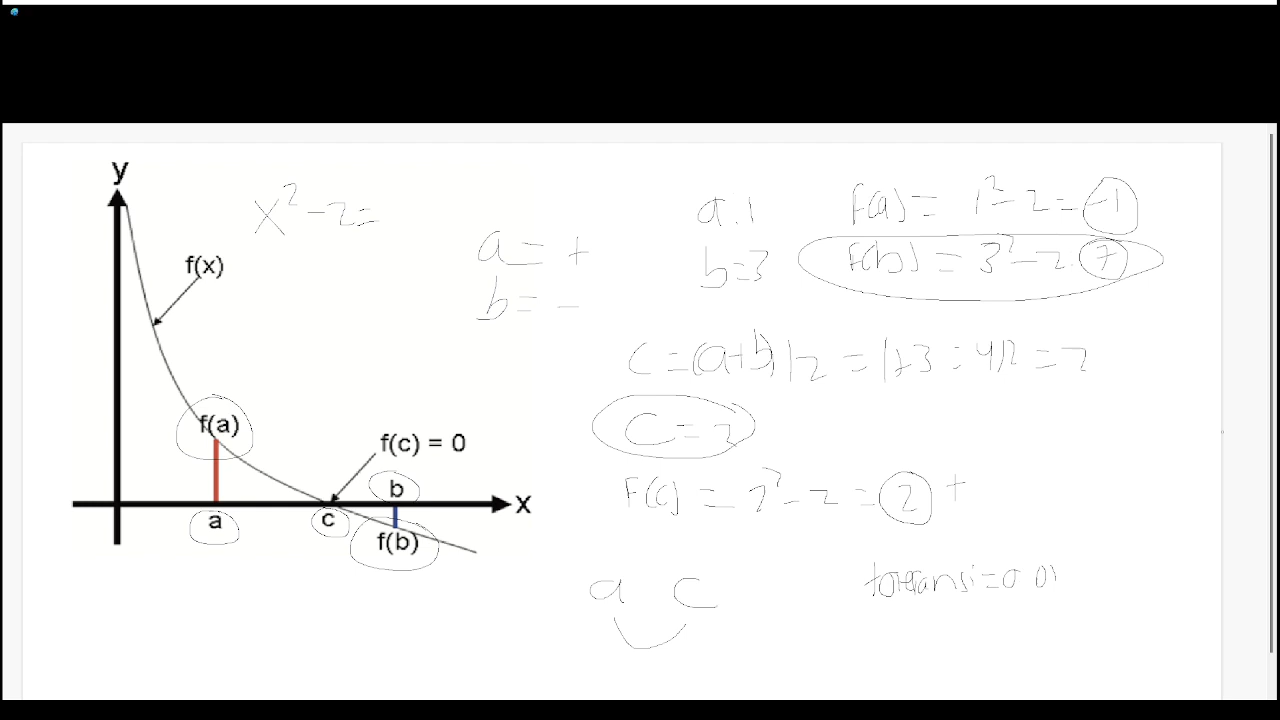 y
x² - 2 =
f(x)
a = +
b = -
a . 1
b = 3
f(a) = 1² - 2 = -1
f(b) = 3² - 2 . 7
c = (a+b)/2 = 1+3 = 4/2 = 2
c = 2
f(c) = 2² - 2 = 2 +
f(a)
f(c) = 0
b
x
a
c
f(b)
a c
toleransi = 0.01